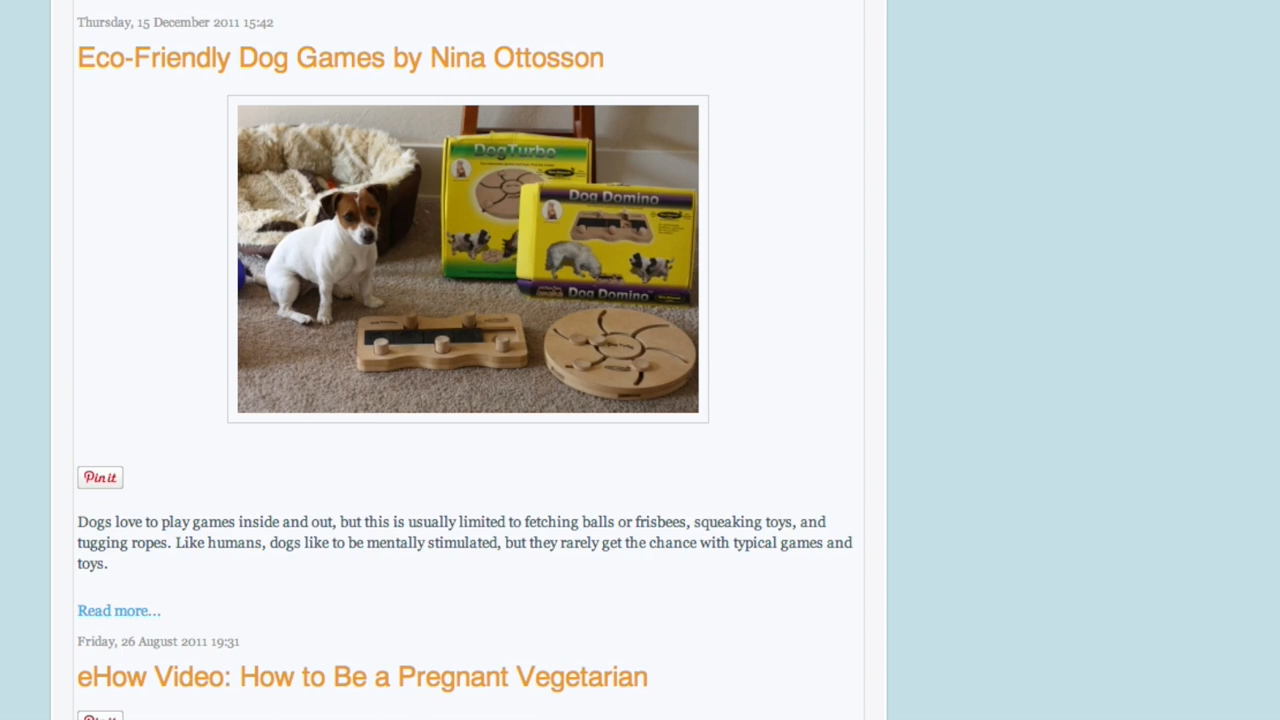 Thursday, 15 December 2011 15:42
Eco-Friendly Dog Games by Nina Ottosson
DogTurbo
Dog Domino
Dog Domino
Pin it
Dogs love to play games inside and out, but this is usually limited to fetching balls or frisbees, squeaking toys, and
tugging ropes. Like humans, dogs like to be mentally stimulated, but they rarely get the chance with typical games and
toys.
Read more...
Friday, 26 August 2011 19:31
eHow Video: How to Be a Pregnant Vegetarian
Pin it